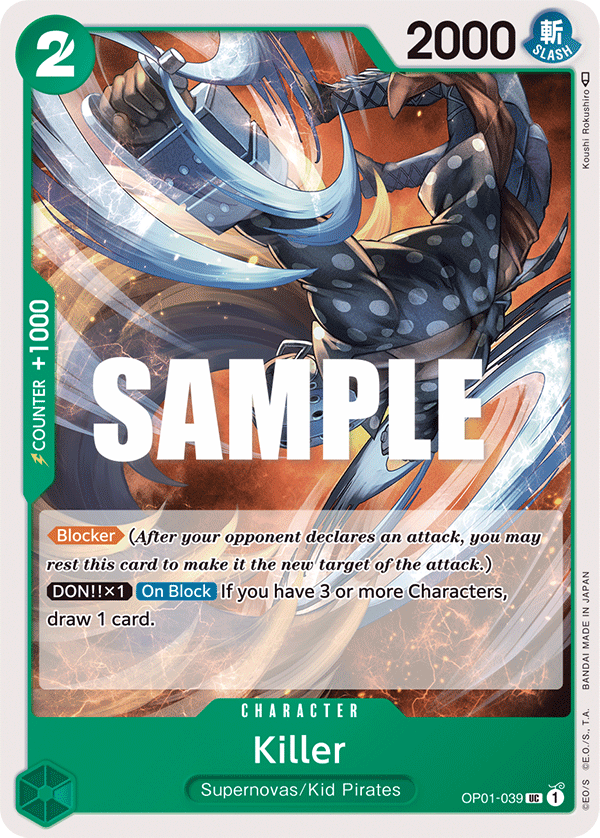 2
2000
斬
SLASH
Koushi Rokushiro
COUNTER +1000
SAMPLE
Blocker (After your opponent declares an attack, you may
rest this card to make it the new target of the attack.)
DON!!×1 On Block If you have 3 or more Characters,
draw 1 card.
CHARACTER
Killer
Supernovas/Kid Pirates
OP01-039 UC 1
©EO/S ©E.O./S., T.A. BANDAI MADE IN JAPAN